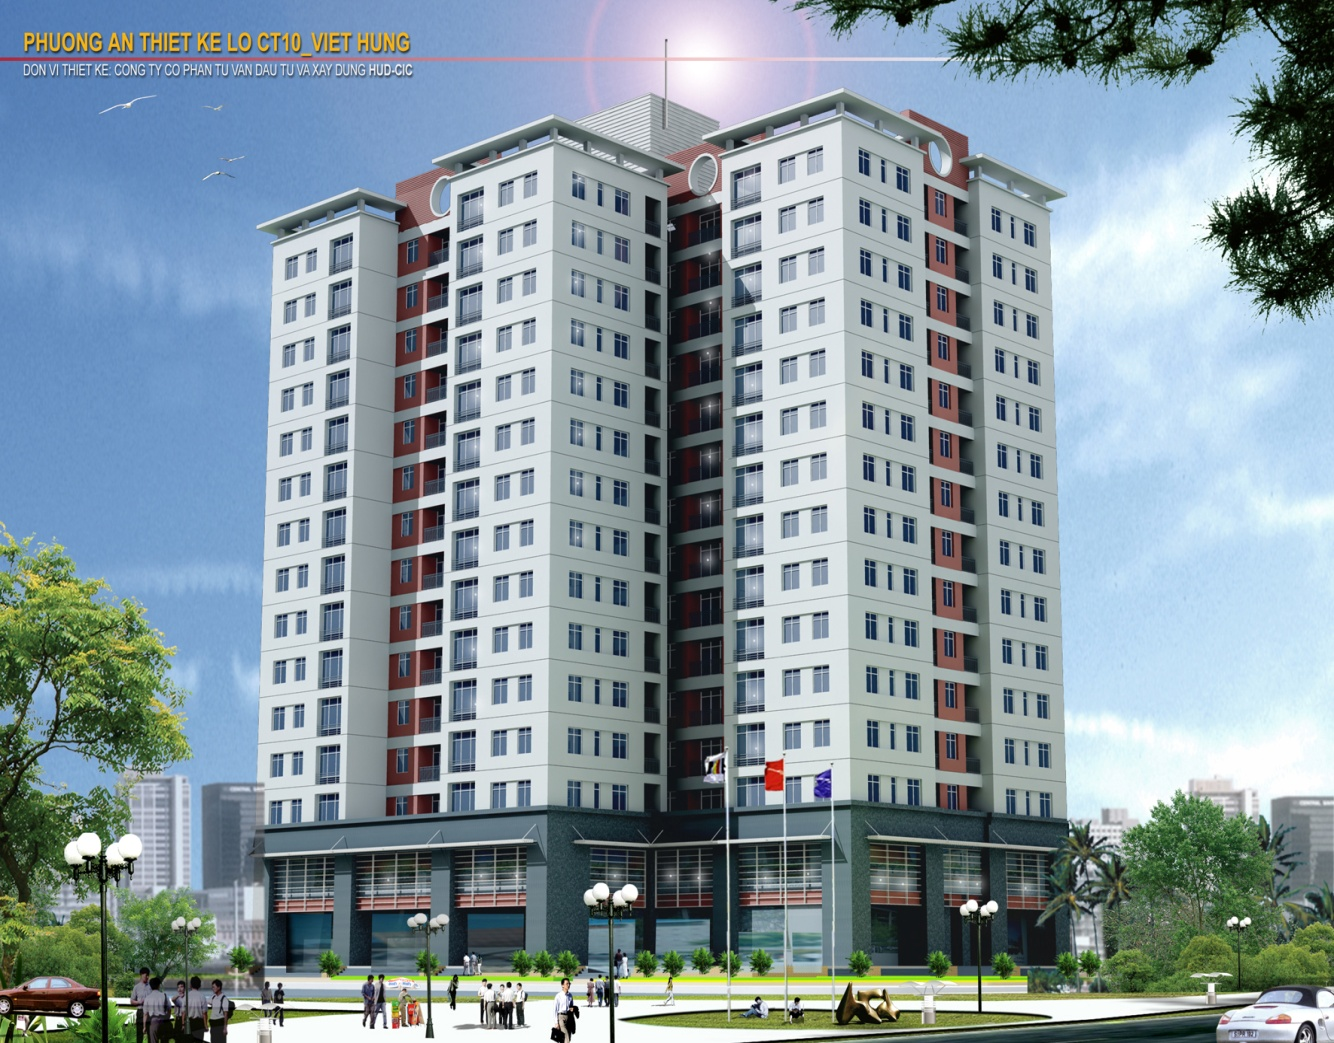 PHUONG AN THIET KE LO CT10_VIET HUNG
DON VI THIET KE: CONG TY CO PHAN TU VAN DAU TU VA XAY DUNG HUD-CIC